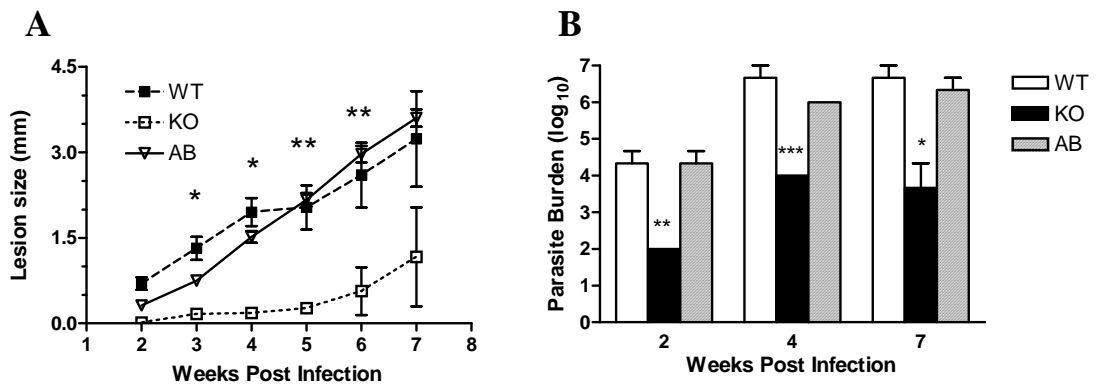 A
Lesion size (mm)
4.5
3.0
1.5
0.0
WT
KO
AB
*
*
**
**
1 2 3 4 5 6 7 8
Weeks Post Infection
B
Parasite Burden (log10)
7
6
5
4
3
2
1
0
**
***
*
2 4 7
Weeks Post Infection
WT
KO
AB